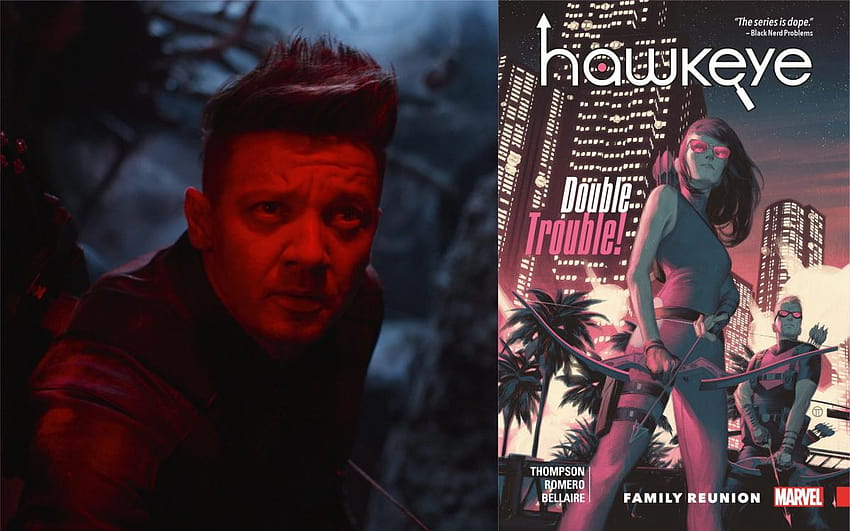 "The series is dope."
– Black Nerd Problems
hawkeye
Double
Trouble!
THOMPSON
ROMERO
BELLAIRE
FAMILY REUNION
MARVEL